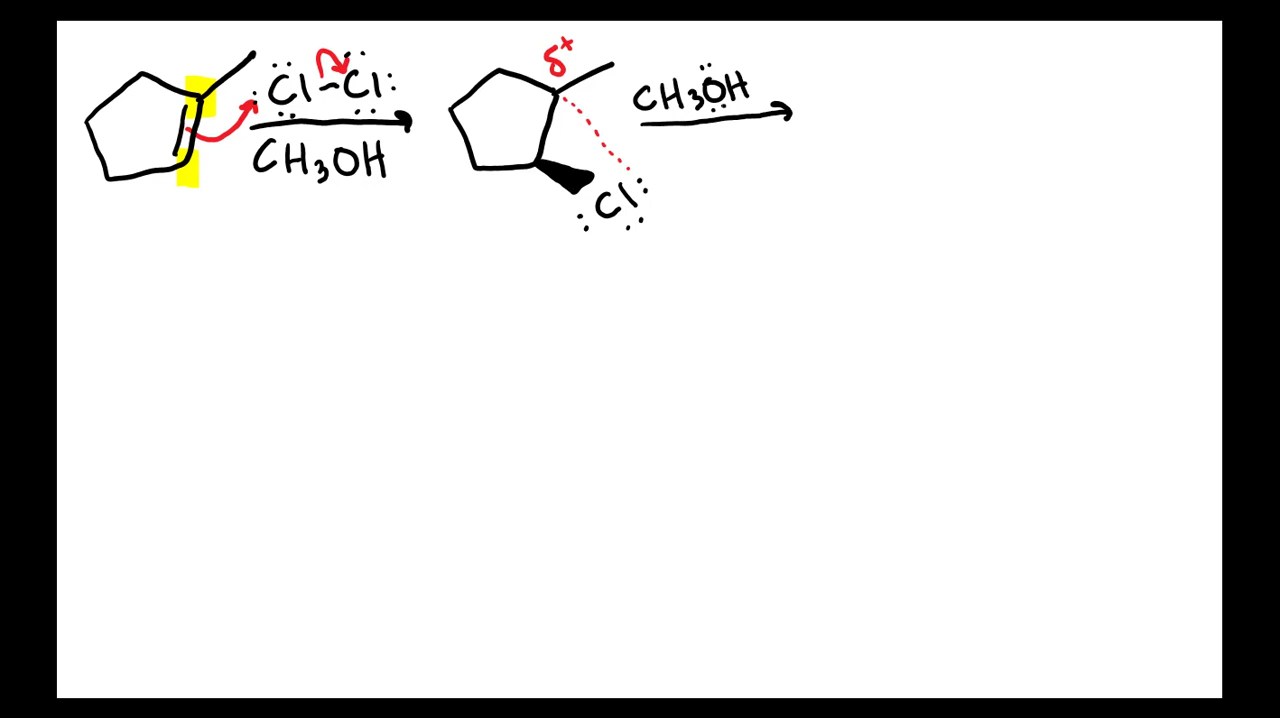 :Cl-Cl:
CH₃OH
δ+
Cl
CH₃OH